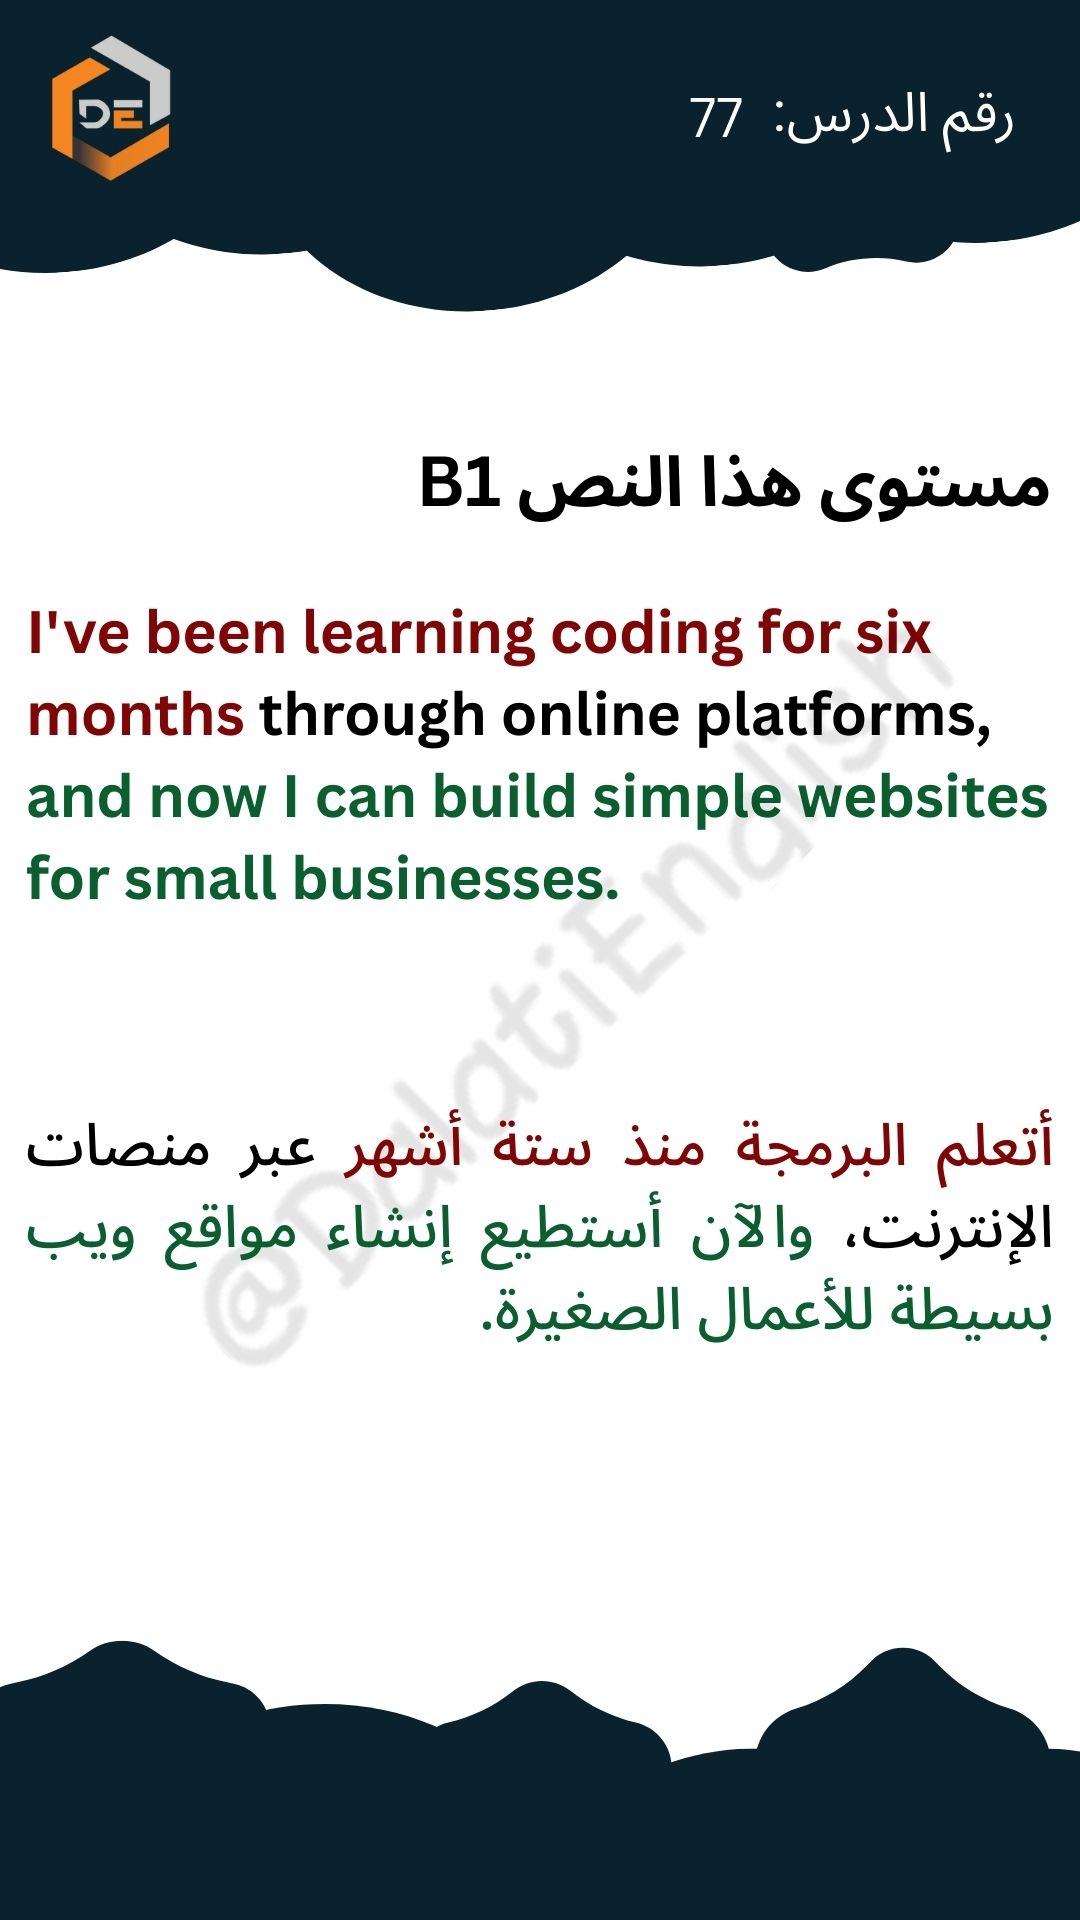 DE
رقم الدرس: 77
مستوى هذا النص B1
I've been learning coding for six
months through online platforms,
and now I can build simple websites
for small businesses.
أتعلم البرمجة منذ ستة أشهر عبر منصات
الإنترنت، والآن أستطيع إنشاء مواقع ويب
بسيطة للأعمال الصغيرة.
@DalatiEnglish